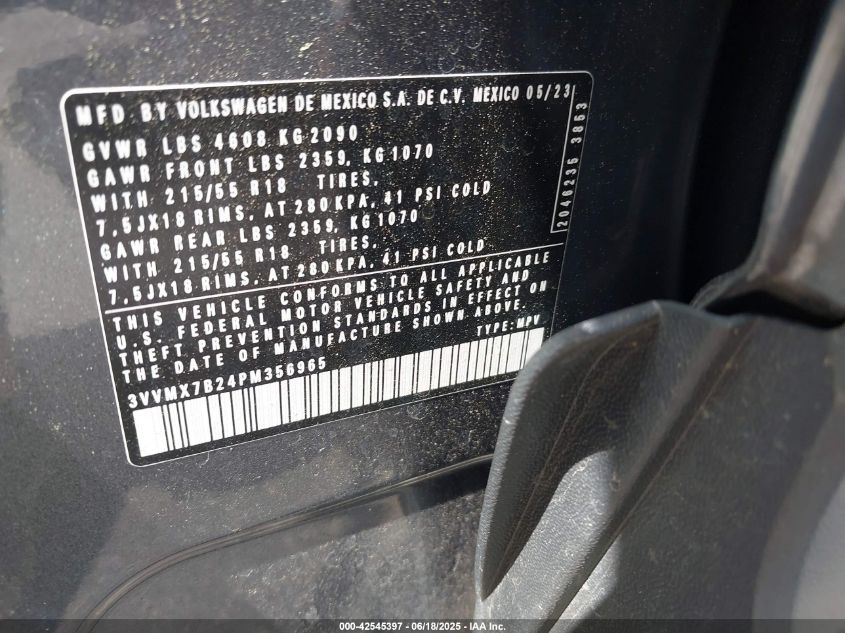 MFD. BY VOLKSWAGEN DE MEXICO S.A. DE C.V. MEXICO 05/23
GVWR LBS 4608 KG 2090
GAWR FRONT LBS 2359, KG 1070
WITH 215/55 R18 TIRES,
7,5JX18 RIMS, AT 280 KPA, 41 PSI COLD
GAWR REAR LBS 2359, KG 1070
WITH 215/55 R18 TIRES,
7,5JX18 RIMS, AT 280 KPA, 41 PSI COLD
2046235 3853
THIS VEHICLE CONFORMS TO ALL APPLICABLE
U.S. FEDERAL MOTOR VEHICLE SAFETY AND
THEFT PREVENTION STANDARDS IN EFFECT ON
THE DATE OF MANUFACTURE SHOWN ABOVE.
TYPE: MPV
3VVMX7B24PM356965
000-42545397 - 06/18/2025 - IAA Inc.